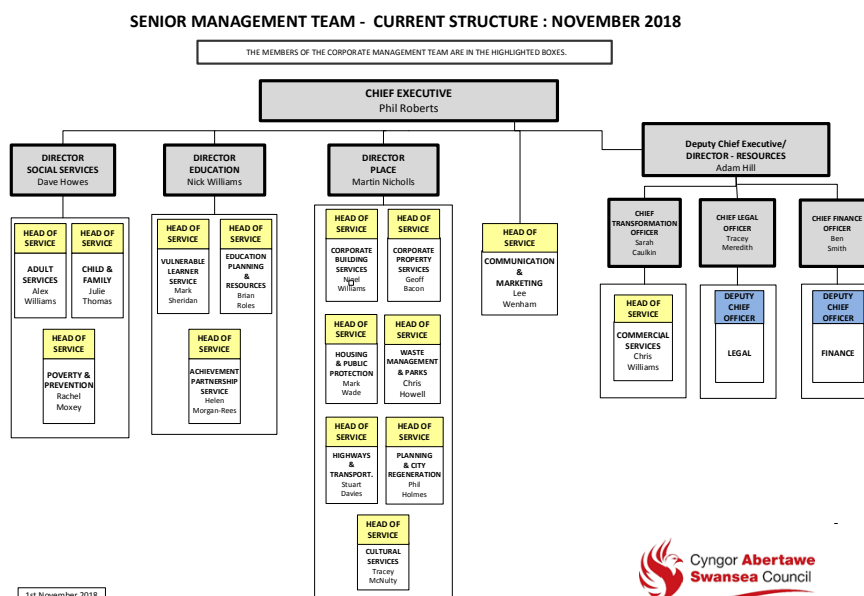 SENIOR MANAGEMENT TEAM - CURRENT STRUCTURE : NOVEMBER 2018
THE MEMBERS OF THE CORPORATE MANAGEMENT TEAM ARE IN THE HIGHLIGHTED BOXES.
CHIEF EXECUTIVE
Phil Roberts
DIRECTOR
SOCIAL SERVICES
Dave Howes
DIRECTOR
EDUCATION
Nick Williams
DIRECTOR
PLACE
Martin Nicholls
Deputy Chief Executive/
DIRECTOR - RESOURCES
Adam Hill
HEAD OF
SERVICE
ADULT
SERVICES
Alex
Williams
HEAD OF
SERVICE
CHILD &
FAMILY
Julie
Thomas
HEAD OF
SERVICE
POVERTY &
PREVENTION
Rachel
Moxey
HEAD OF
SERVICE
VULNERABLE
LEARNER
SERVICE
Mark
Sheridan
HEAD OF
SERVICE
EDUCATION
PLANNING
&
RESOURCES
Brian
Roles
HEAD OF
SERVICE
ACHIEVEMENT
PARTNERSHIP
SERVICE
Helen
Morgan-Rees
HEAD OF
SERVICE
CORPORATE
BUILDING
SERVICES
Nigel
Williams
HEAD OF
SERVICE
CORPORATE
PROPERTY
SERVICES
Geoff
Bacon
HEAD OF
SERVICE
HOUSING
& PUBLIC
PROTECTION
Mark
Wade
HEAD OF
SERVICE
WASTE
MANAGEMENT
& PARKS
Chris
Howell
HEAD OF
SERVICE
HIGHWAYS
&
TRANSPORT.
Stuart
Davies
HEAD OF
SERVICE
PLANNING
& CITY
REGENERATION
Phil
Holmes
HEAD OF
SERVICE
CULTURAL
SERVICES
Tracey
McNulty
HEAD OF
SERVICE
COMMUNICATION
&
MARKETING
Lee
Wenham
CHIEF
TRANSFORMATION
OFFICER
Sarah
Caulkin
CHIEF LEGAL
OFFICER
Tracey
Meredith
CHIEF FINANCE
OFFICER
Ben
Smith
HEAD OF
SERVICE
COMMERCIAL
SERVICES
Chris
Williams
DEPUTY
CHIEF
OFFICER
LEGAL
DEPUTY
CHIEF
OFFICER
FINANCE
1st November 2018
Cyngor Abertawe
Swansea Council